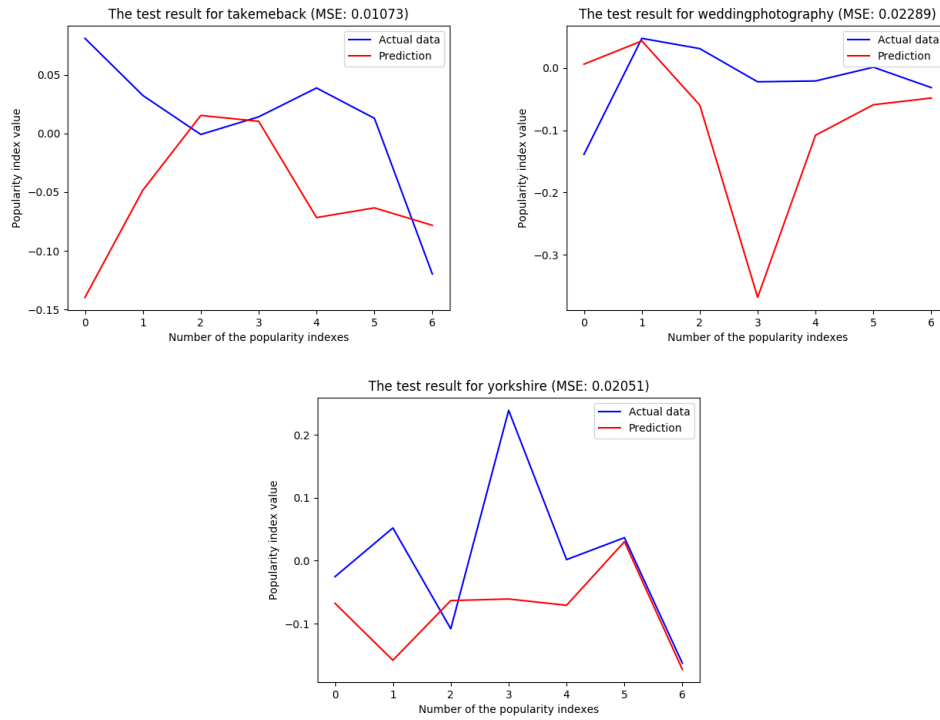 The test result for takemeback (MSE: 0.01073)
Actual data
Prediction
Popularity index value
0.05
0.00
−0.05
−0.10
−0.15
0 1 2 3 4 5 6
Number of the popularity indexes
The test result for weddingphotography (MSE: 0.02289)
Actual data
Prediction
Popularity index value
0.0
−0.1
−0.2
−0.3
0 1 2 3 4 5 6
Number of the popularity indexes
The test result for yorkshire (MSE: 0.02051)
Actual data
Prediction
Popularity index value
0.2
0.1
0.0
−0.1
0 1 2 3 4 5 6
Number of the popularity indexes